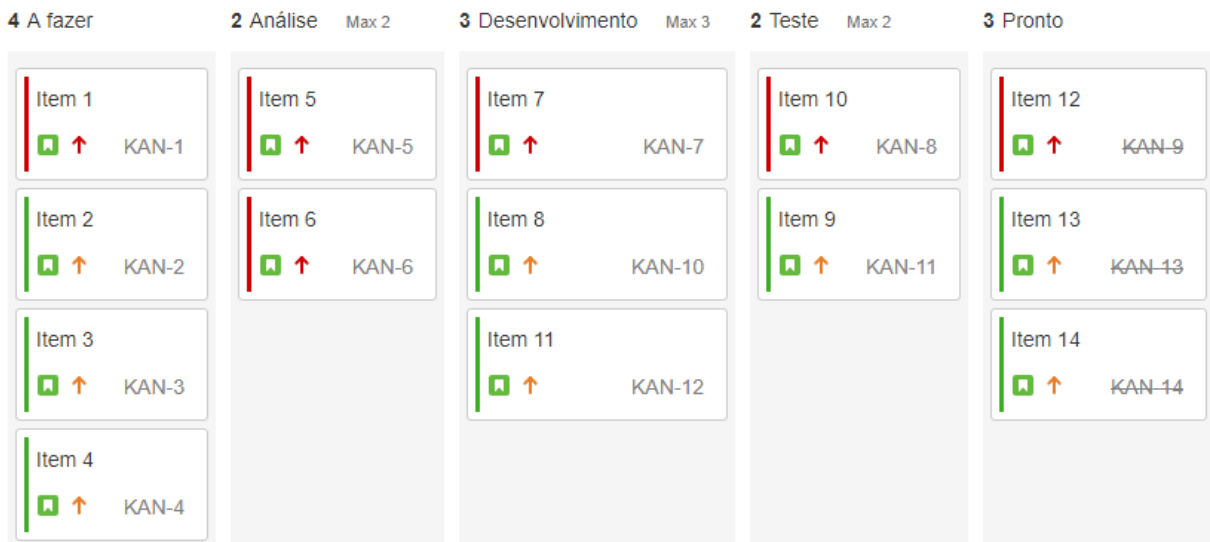 4 A fazer
2 Análise Max 2
3 Desenvolvimento Max 3
2 Teste Max 2
3 Pronto
Item 1
KAN-1
Item 2
KAN-2
Item 3
KAN-3
Item 4
KAN-4
Item 5
KAN-5
Item 6
KAN-6
Item 7
KAN-7
Item 8
KAN-10
Item 11
KAN-12
Item 10
KAN-8
Item 9
KAN-11
Item 12
KAN-9
Item 13
KAN-13
Item 14
KAN-14